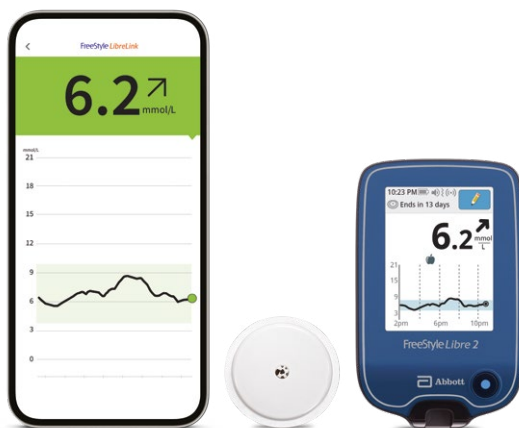 FreeStyle LibreLink
6.2
mmol/L
mmol/L
21
18
15
12
9
6
3
0
10:23 PM
Ends in 13 days
6.2 mmol
L
21
15
9
3
2pm 6pm 10pm
FreeStyle Libre 2
Abbott